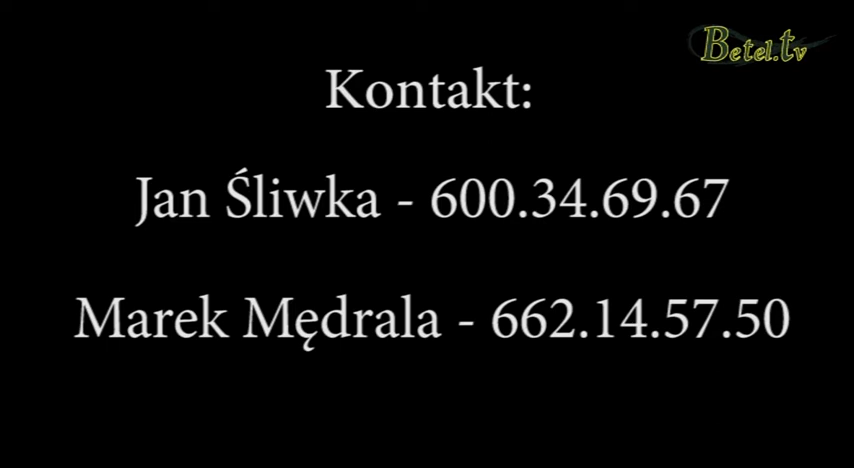 Betel.tv
Kontakt:
Jan Śliwka - 600.34.69.67
Marek Mędrala - 662.14.57.50